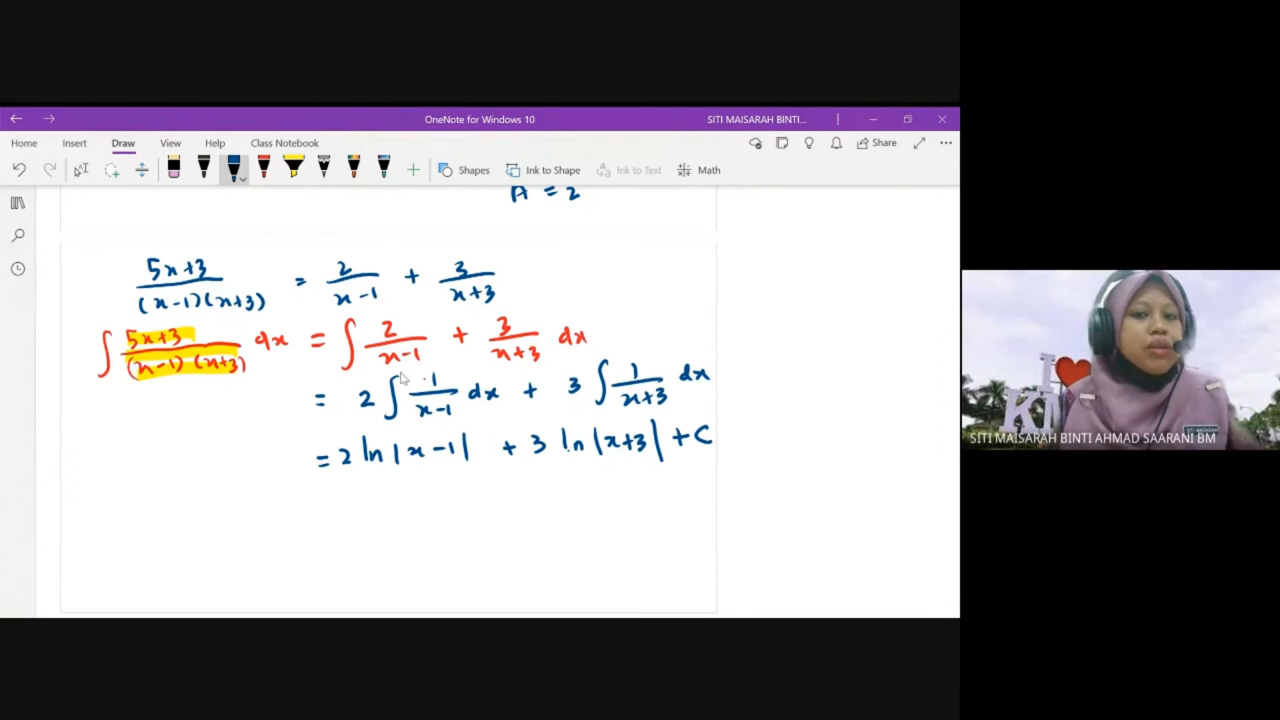 OneNote for Windows 10
SITI MAISARAH BINTI...
Home Insert Draw View Help Class Notebook
Share
Shapes Ink to Shape Ink to Text Math
A = 2
5x+3/(x-1)(x+3) = 2/x-1 + 3/x+3
∫ 5x+3/(x-1)(x+3) dx = ∫ 2/x-1 + 3/x+3 dx
= 2 ∫ 1/x-1 dx + 3 ∫ 1/x+3 dx
= 2 ln |x-1| + 3 ln |x+3| + C
I
KM
SITI MAISARAH BINTI AHMAD SAARANI BM